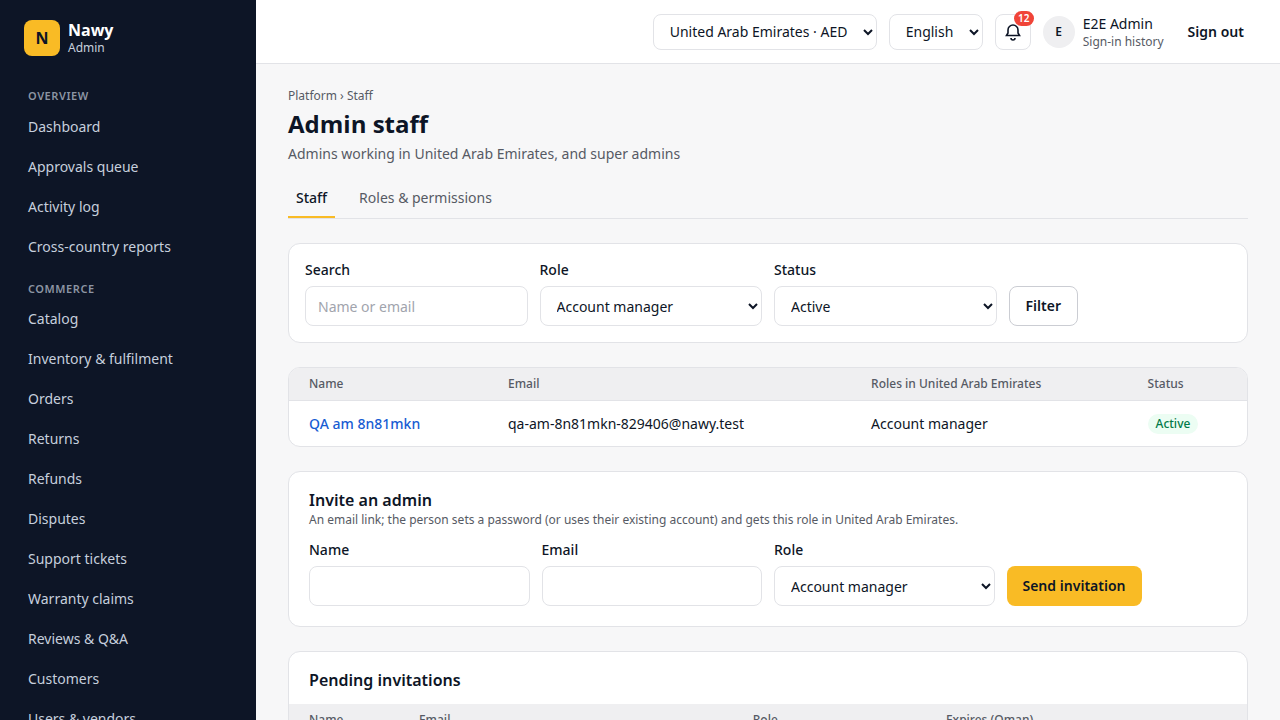 N
Nawy
Admin
OVERVIEW
Dashboard
Approvals queue
Activity log
Cross-country reports
COMMERCE
Catalog
Inventory & fulfilment
Orders
Returns
Refunds
Disputes
Support tickets
Warranty claims
Reviews & Q&A
Customers
Users & vendors
United Arab Emirates · AED
English
12
E
E2E Admin
Sign-in history
Sign out
Platform › Staff
Admin staff
Admins working in United Arab Emirates, and super admins
Staff
Roles & permissions
Search
Role
Status
Name or email
Account manager
Active
Filter
Name
Email
Roles in United Arab Emirates
Status
QA am 8n81mkn
qa-am-8n81mkn-829406@nawy.test
Account manager
Active
Invite an admin
An email link; the person sets a password (or uses their existing account) and gets this role in United Arab Emirates.
Name
Email
Role
Account manager
Send invitation
Pending invitations
Name
Email
Role
Expires (Oman)